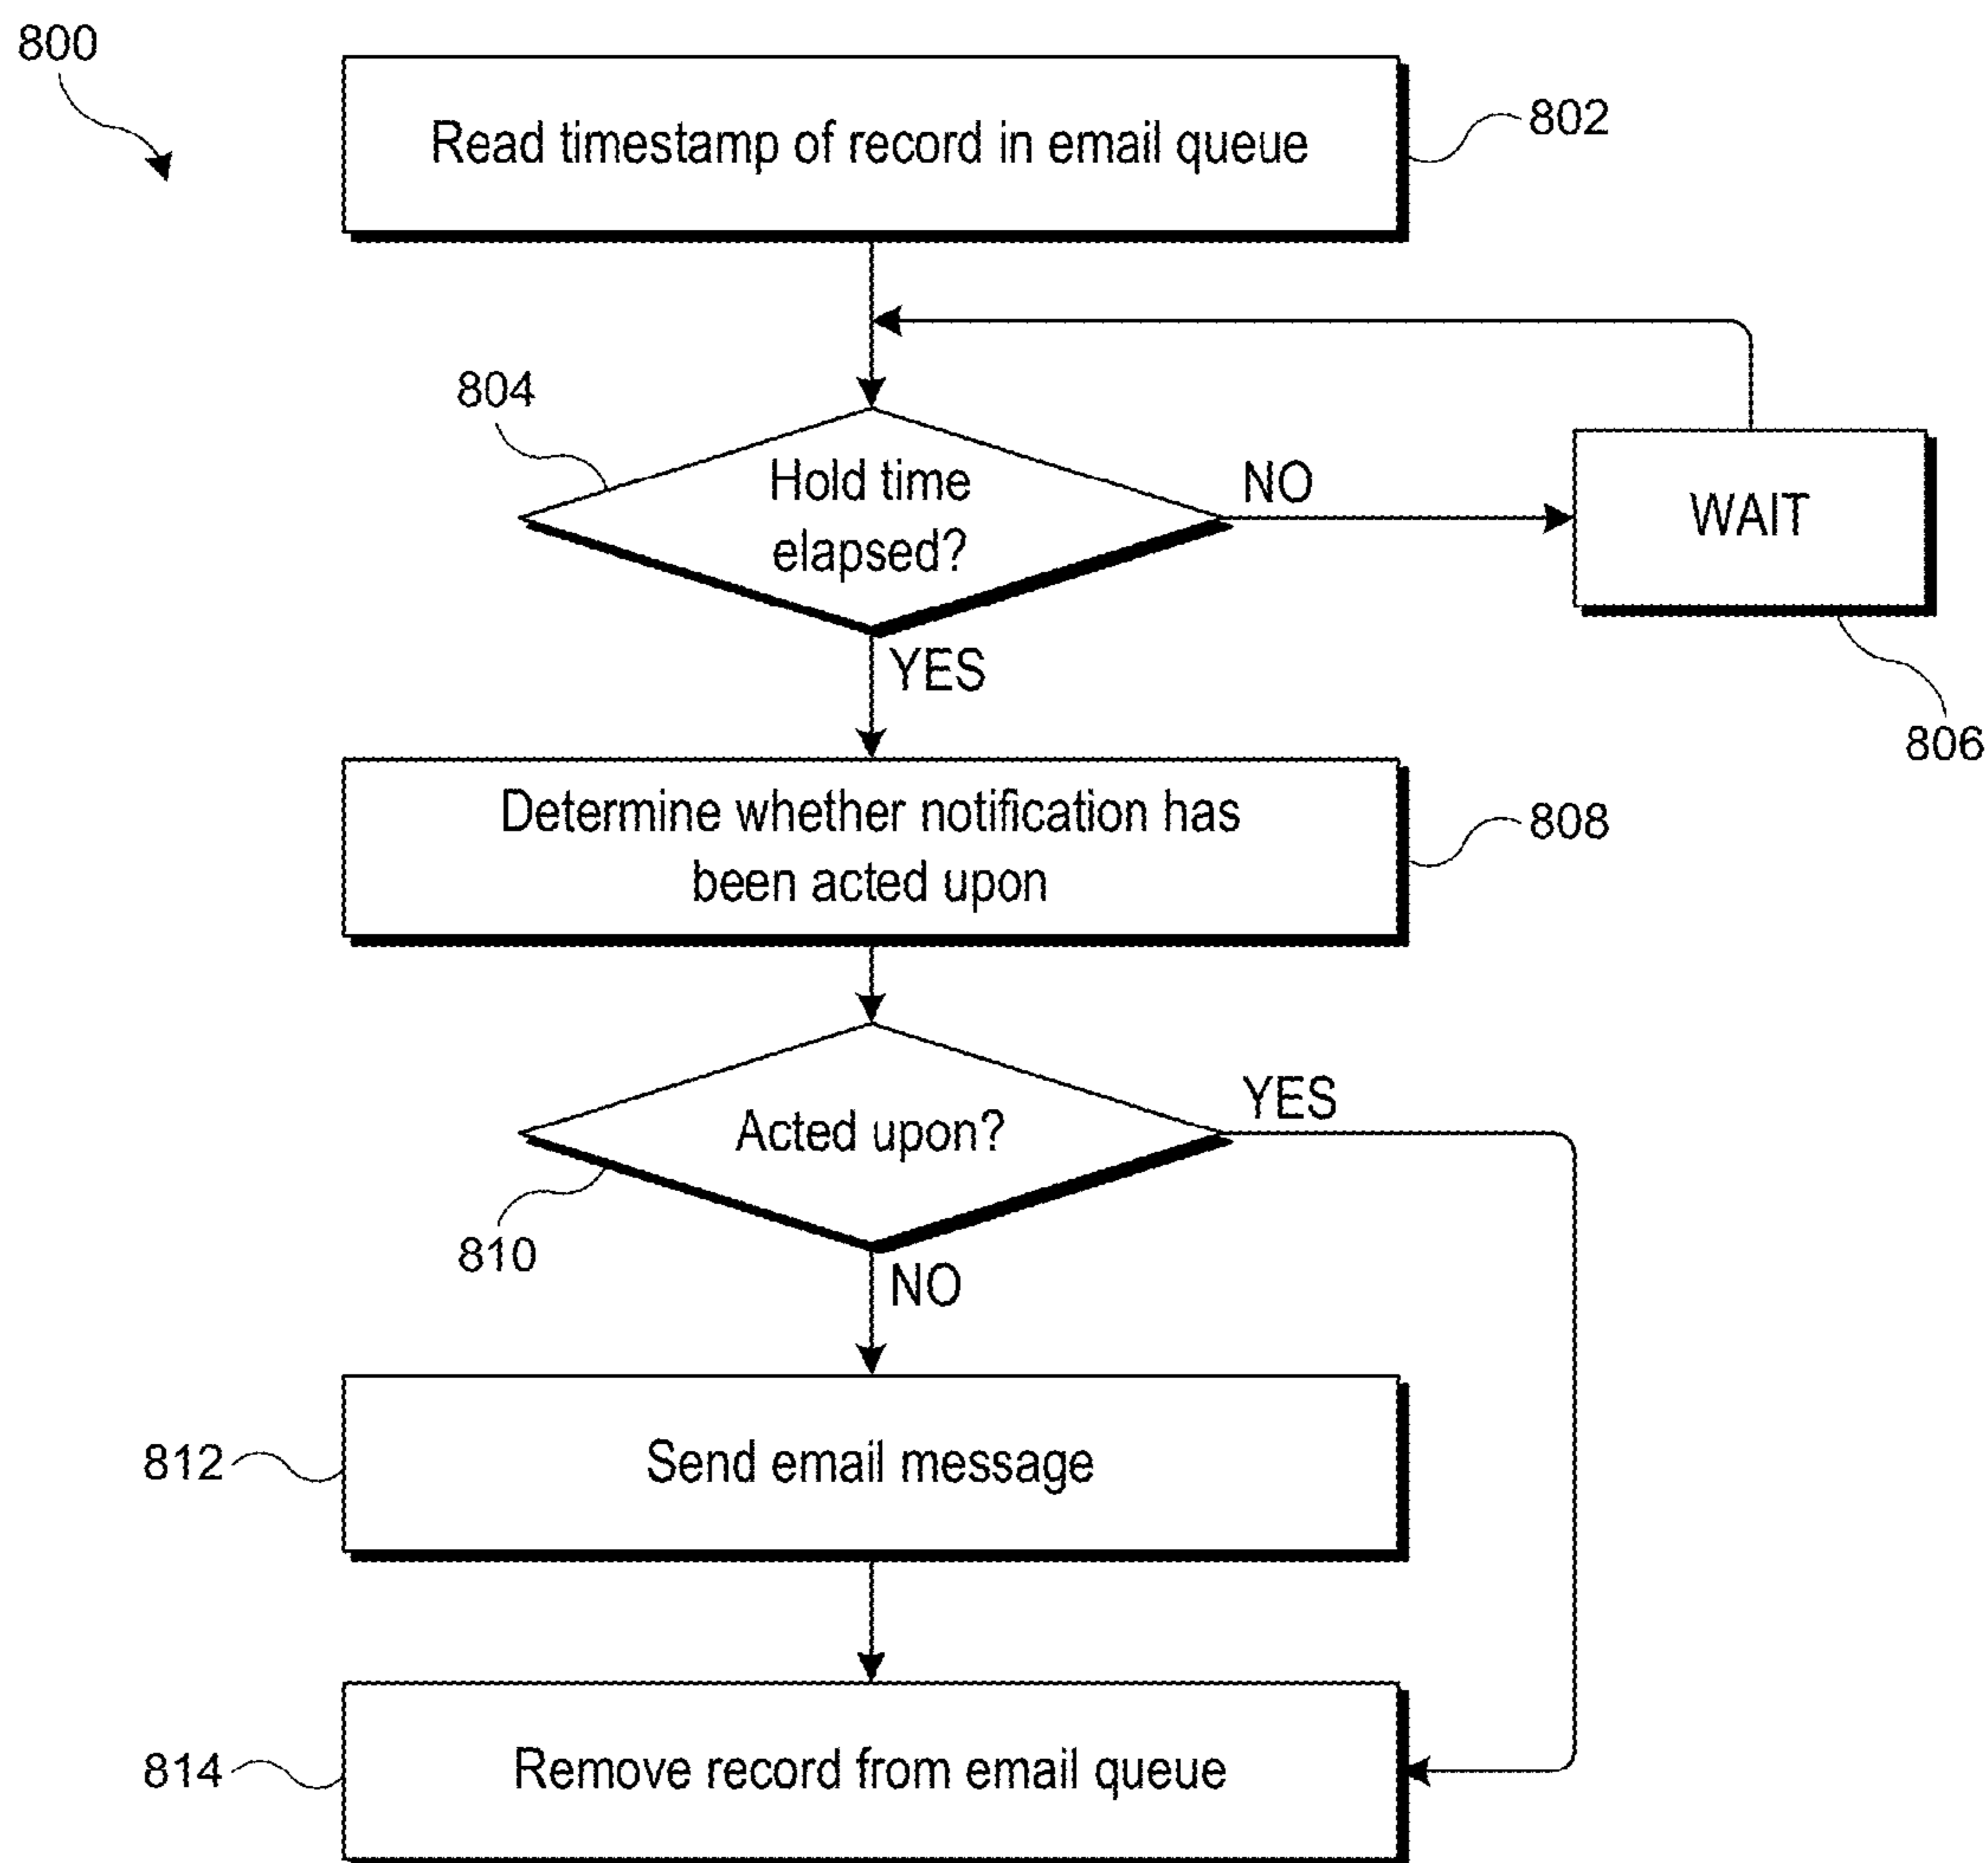 800
Read timestamp of record in email queue
802
804
Hold time
elapsed?
NO
WAIT
806
YES
Determine whether notification has
been acted upon
808
Acted upon?
YES
810
NO
812
Send email message
814
Remove record from email queue